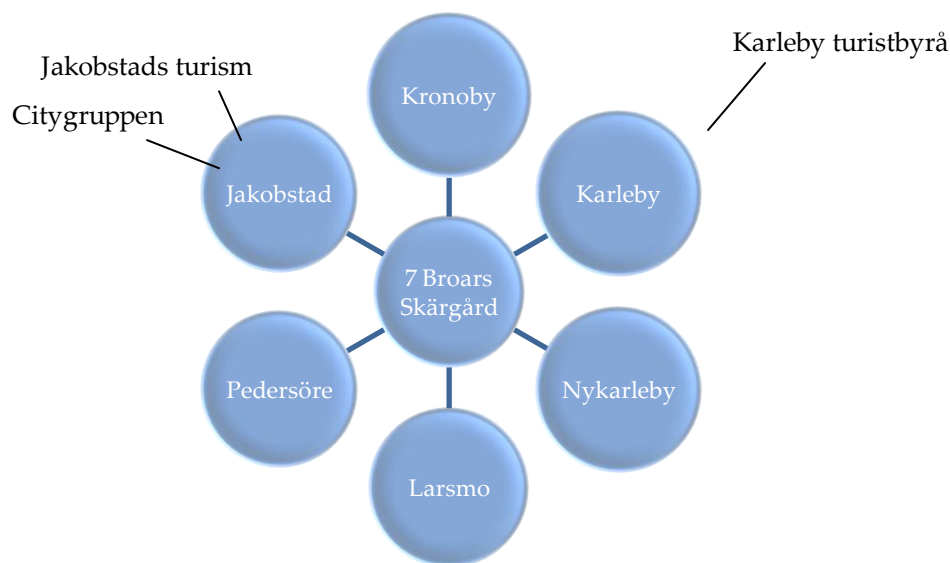 Karleby turistbyrå
Jakobstads turism
Kronoby
Citygruppen
Jakobstad
Karleby
7 Broars
Skärgård
Pedersöre
Nykarleby
Larsmo